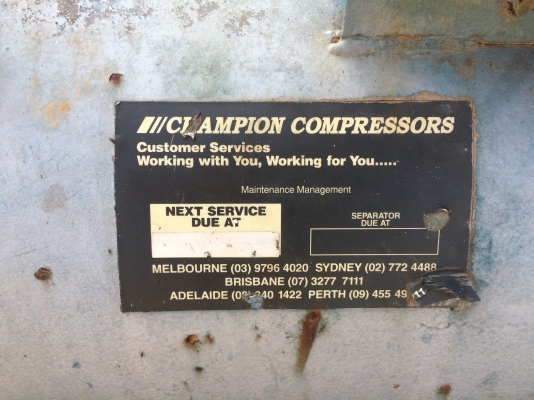 CHAMPION COMPRESSORS
Customer Services
Working with You, Working for You.....
Maintenance Management
NEXT SERVICE
DUE AT
SEPARATOR
DUE AT
MELBOURNE (03) 9796 4020 SYDNEY (02) 772 4488
BRISBANE (07) 3277 7111
ADELAIDE 1422 PERTH (09) 455